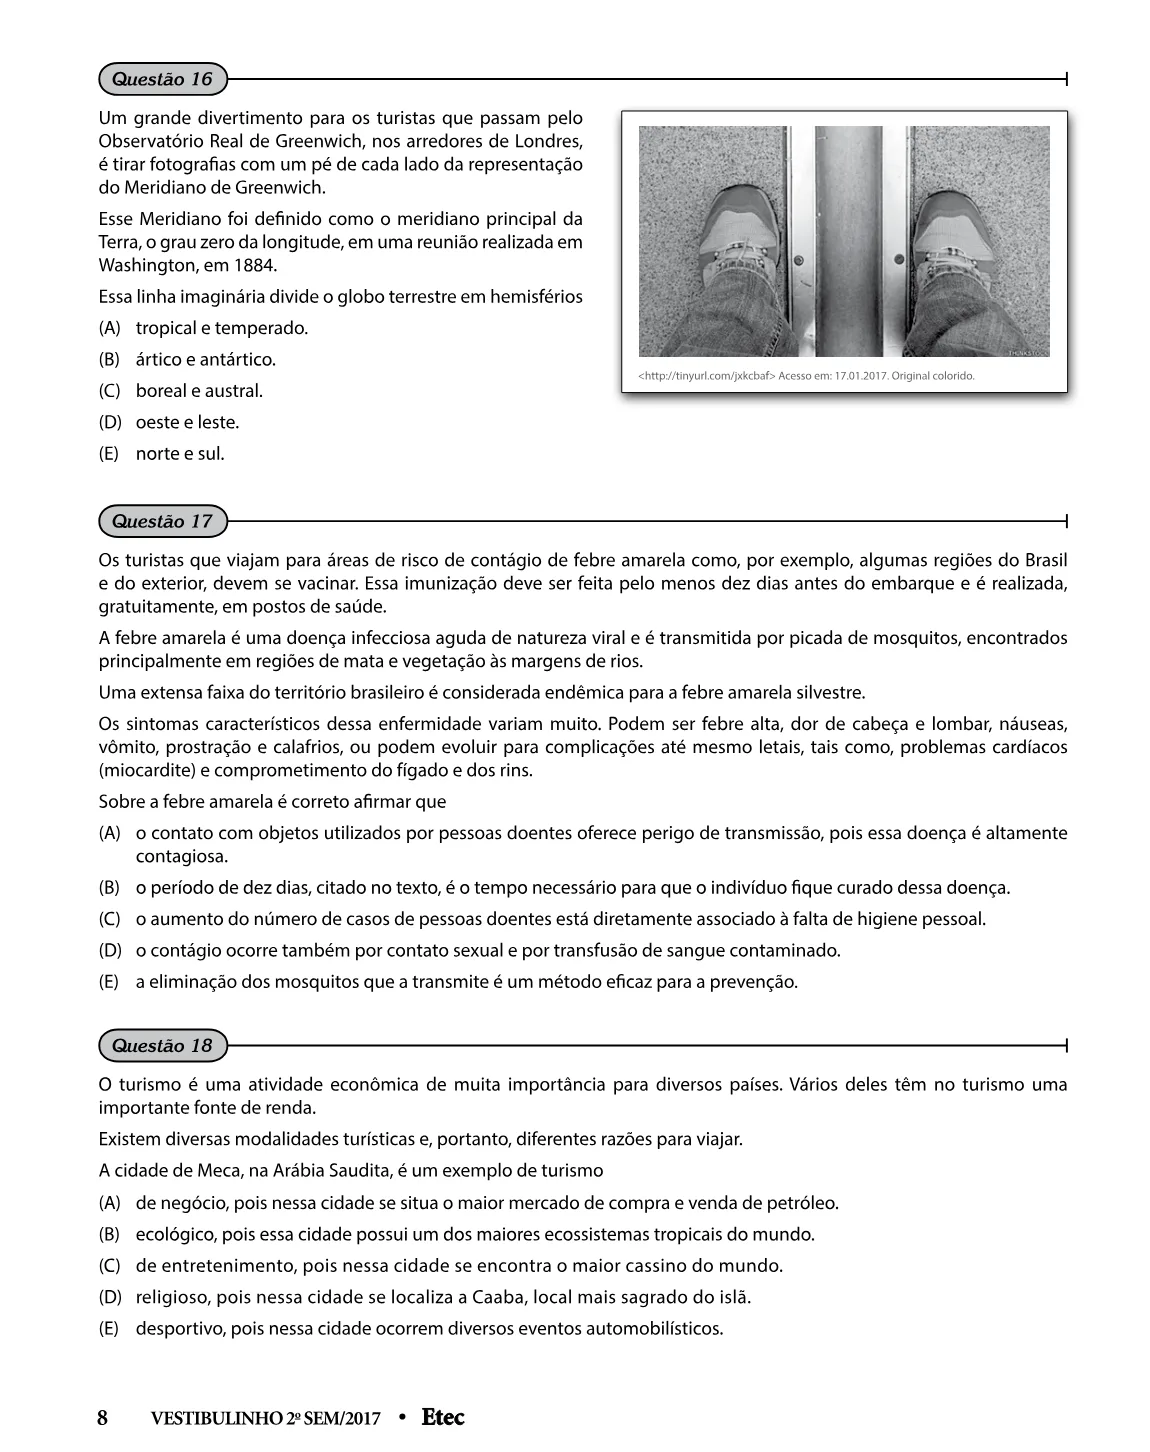 Questão 16
Um grande divertimento para os turistas que passam pelo
Observatório Real de Greenwich, nos arredores de Londres,
é tirar fotografias com um pé de cada lado da representação
do Meridiano de Greenwich.
Esse Meridiano foi definido como o meridiano principal da
Terra, o grau zero da longitude, em uma reunião realizada em
Washington, em 1884.
Essa linha imaginária divide o globo terrestre em hemisférios
(A) tropical e temperado.
(B) ártico e antártico.
(C) boreal e austral.
(D) oeste e leste.
(E) norte e sul.
THINKSTOCK
<http://tinyurl.com/jxkcbaf> Acesso em: 17.01.2017. Original colorido.
Questão 17
Os turistas que viajam para áreas de risco de contágio de febre amarela como, por exemplo, algumas regiões do Brasil
e do exterior, devem se vacinar. Essa imunização deve ser feita pelo menos dez dias antes do embarque e é realizada,
gratuitamente, em postos de saúde.
A febre amarela é uma doença infecciosa aguda de natureza viral e é transmitida por picada de mosquitos, encontrados
principalmente em regiões de mata e vegetação às margens de rios.
Uma extensa faixa do território brasileiro é considerada endêmica para a febre amarela silvestre.
Os sintomas característicos dessa enfermidade variam muito. Podem ser febre alta, dor de cabeça e lombar, náuseas,
vômito, prostração e calafrios, ou podem evoluir para complicações até mesmo letais, tais como, problemas cardíacos
(miocardite) e comprometimento do fígado e dos rins.
Sobre a febre amarela é correto afirmar que
(A) o contato com objetos utilizados por pessoas doentes oferece perigo de transmissão, pois essa doença é altamente
contagiosa.
(B) o período de dez dias, citado no texto, é o tempo necessário para que o indivíduo fique curado dessa doença.
(C) o aumento do número de casos de pessoas doentes está diretamente associado à falta de higiene pessoal.
(D) o contágio ocorre também por contato sexual e por transfusão de sangue contaminado.
(E) a eliminação dos mosquitos que a transmite é um método eficaz para a prevenção.
Questão 18
O turismo é uma atividade econômica de muita importância para diversos países. Vários deles têm no turismo uma
importante fonte de renda.
Existem diversas modalidades turísticas e, portanto, diferentes razões para viajar.
A cidade de Meca, na Arábia Saudita, é um exemplo de turismo
(A) de negócio, pois nessa cidade se situa o maior mercado de compra e venda de petróleo.
(B) ecológico, pois essa cidade possui um dos maiores ecossistemas tropicais do mundo.
(C) de entretenimento, pois nessa cidade se encontra o maior cassino do mundo.
(D) religioso, pois nessa cidade se localiza a Caaba, local mais sagrado do islã.
(E) desportivo, pois nessa cidade ocorrem diversos eventos automobilísticos.
8 VESTIBULINHO 2º SEM/2017 • Etec